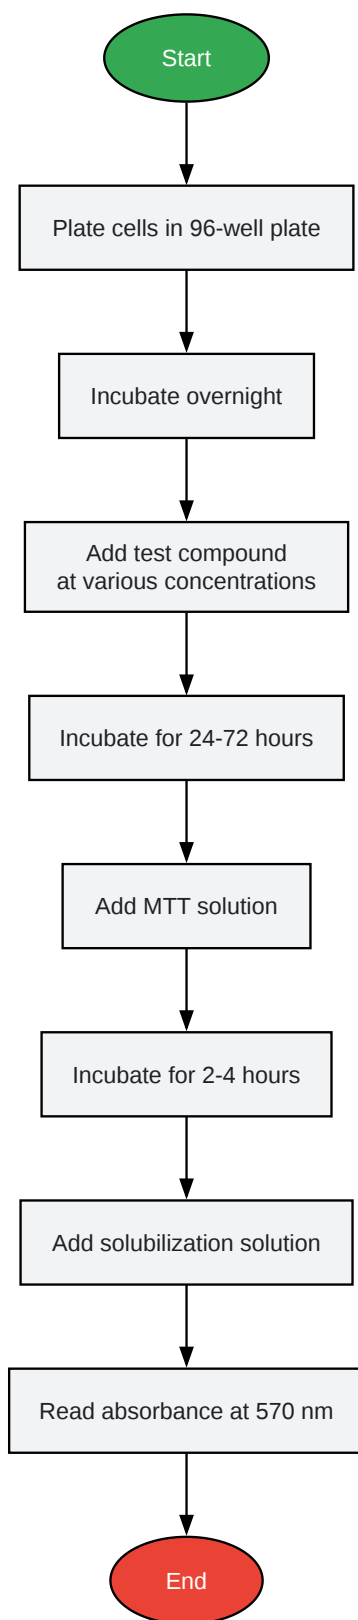 Start
Plate cells in 96-well plate
Incubate overnight
Add test compound
at various concentrations
Incubate for 24-72 hours
Add MTT solution
Incubate for 2-4 hours
Add solubilization solution
Read absorbance at 570 nm
End